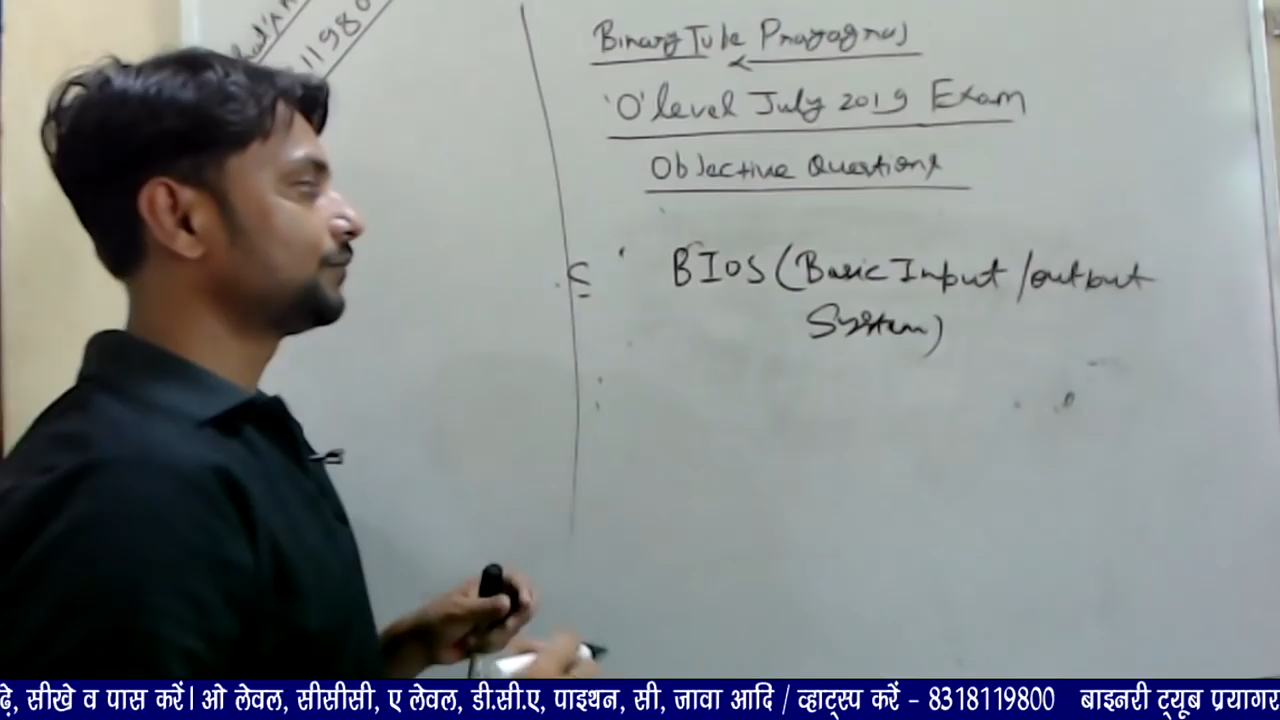 11980
Binary Tube Prayagraj
'O' level July 2019 Exam
Objective Questions
BIOS (Basic Input /output
System)
ढ़े, सीखे व पास करें। ओ लेवल, सीसीसी, ए लेवल, डी.सी.ए, पाइथन, सी, जावा आदि / व्हाट्स्प करें - 8318119800 बाइनरी ट्यूब प्रयागर